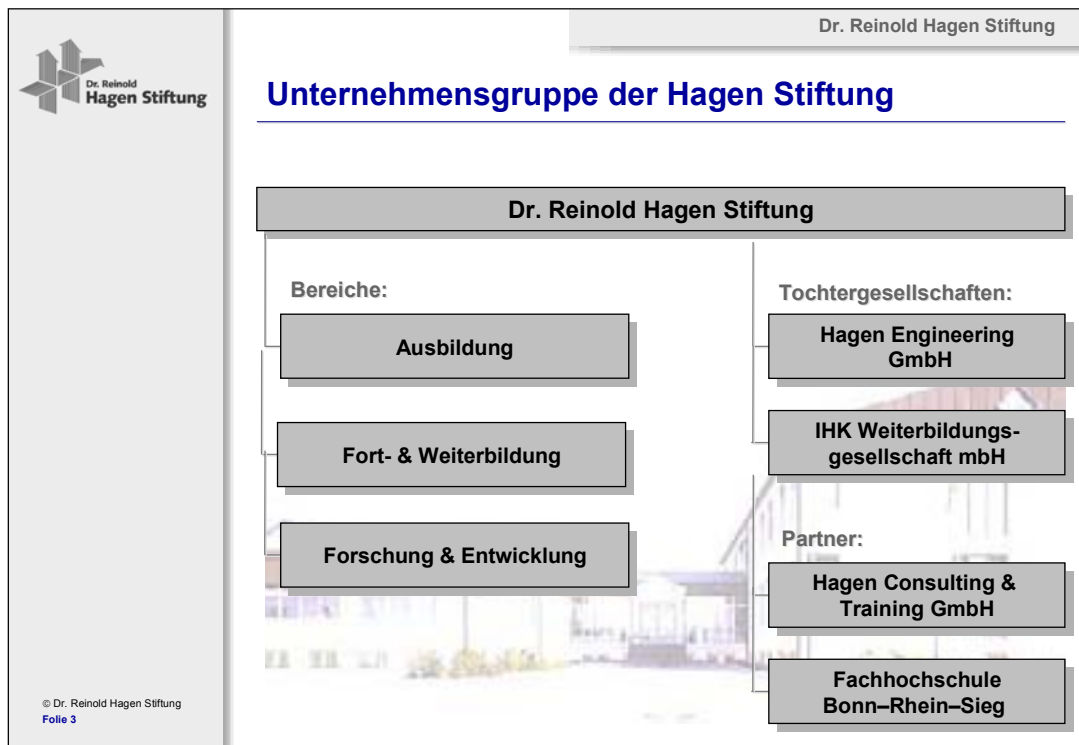 Dr. Reinold Hagen Stiftung
Dr. Reinold
Hagen Stiftung
Unternehmensgruppe der Hagen Stiftung
Dr. Reinold Hagen Stiftung
Bereiche:
Ausbildung
Fort- & Weiterbildung
Forschung & Entwicklung
Tochtergesellschaften:
Hagen Engineering
GmbH
IHK Weiterbildungs-
gesellschaft mbH
Partner:
Hagen Consulting &
Training GmbH
Fachhochschule
Bonn–Rhein–Sieg
© Dr. Reinold Hagen Stiftung
Folie 3